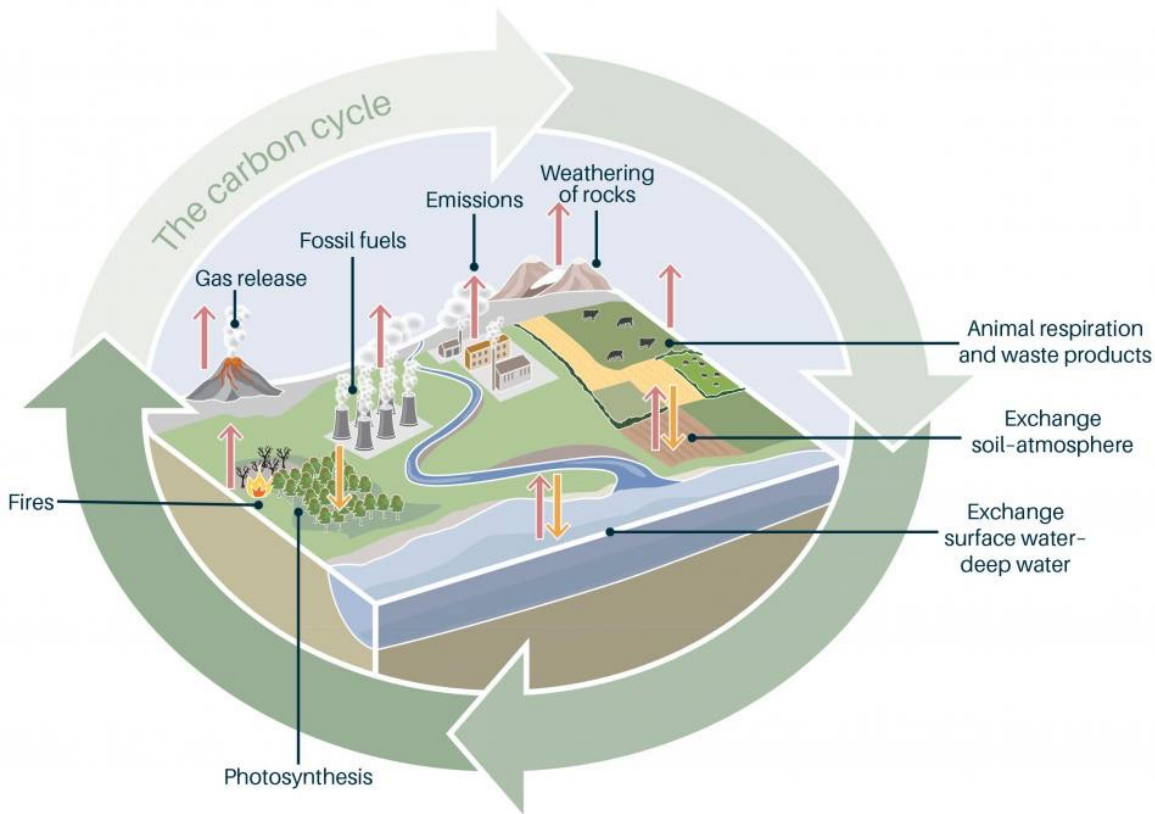 The carbon cycle
Weathering
of rocks
Emissions
Fossil fuels
Gas release
Animal respiration
and waste products
Exchange
soil–atmosphere
Fires
Exchange
surface water–
deep water
Photosynthesis